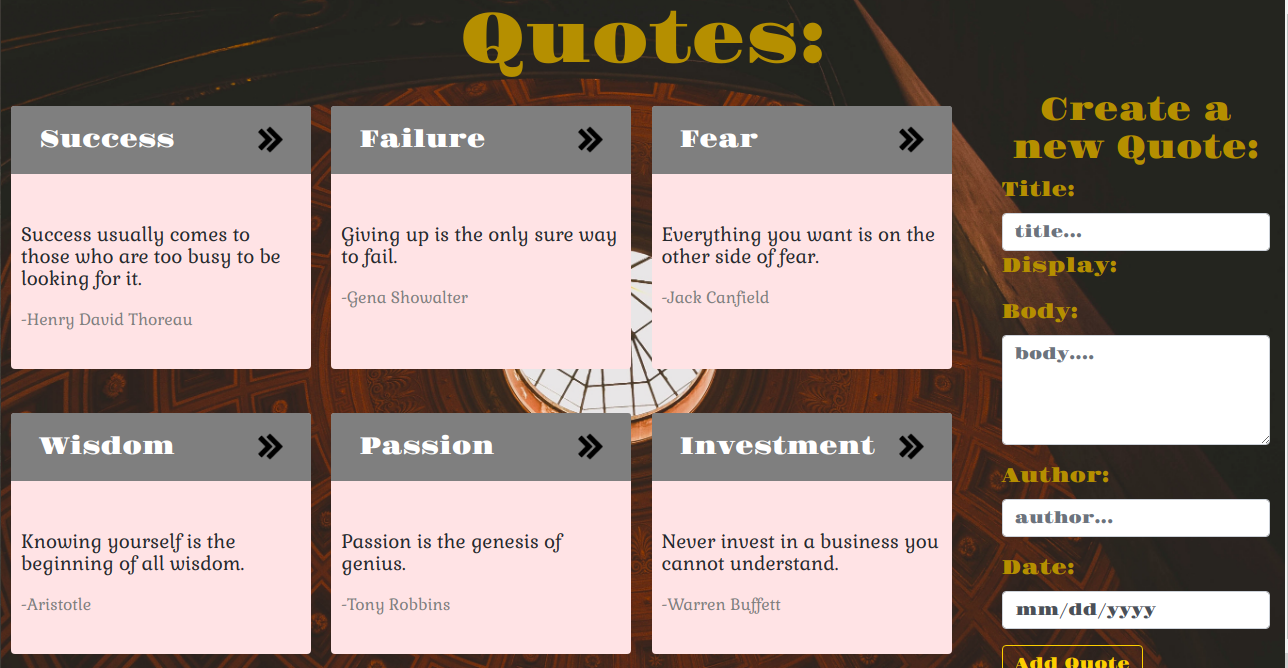 Quotes:
Success
Success usually comes to
those who are too busy to be
looking for it.
-Henry David Thoreau
Failure
Giving up is the only sure way
to fail.
-Gena Showalter
Fear
Everything you want is on the
other side of fear.
-Jack Canfield
Wisdom
Knowing yourself is the
beginning of all wisdom.
-Aristotle
Passion
Passion is the genesis of
genius.
-Tony Robbins
Investment
Never invest in a business you
cannot understand.
-Warren Buffett
Create a
new Quote:
Title:
title...
Display:
Body:
body....
Author:
author...
Date:
mm/dd/yyyy
Add Quote